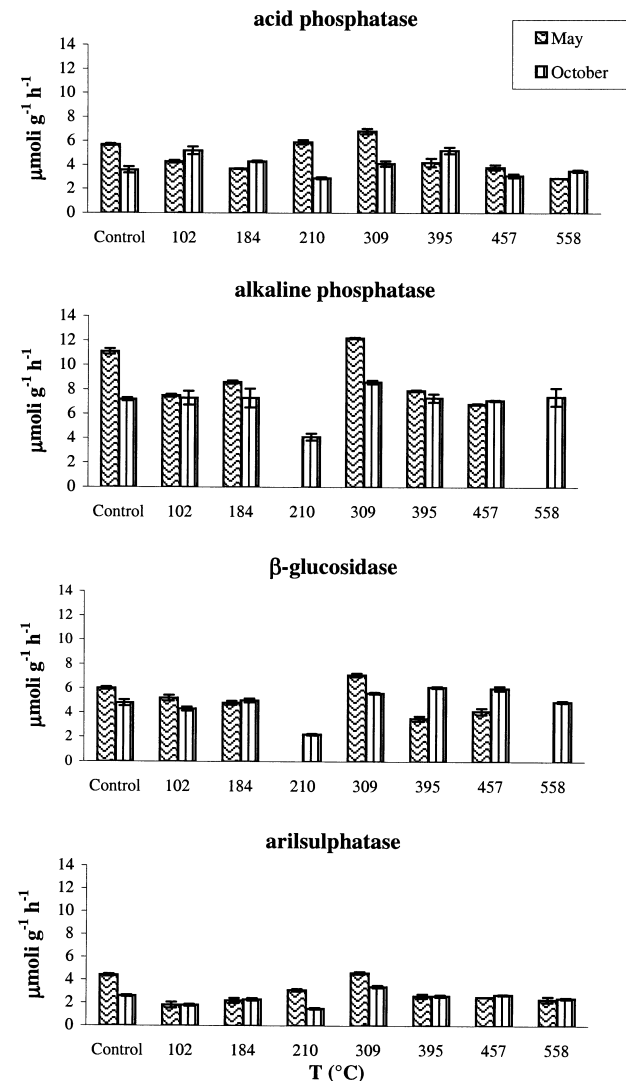 acid phosphatase
May
October
14
12
10
8
6
4
2
0
μmoli g-1 h-1
Control 102 184 210 309 395 457 558
alkaline phosphatase
14
12
10
8
6
4
2
0
μmoli g-1 h-1
Control 102 184 210 309 395 457 558
β-glucosidase
14
12
10
8
6
4
2
0
μmoli g-1 h-1
Control 102 184 210 309 395 457 558
arilsulphatase
14
12
10
8
6
4
2
0
μmoli g-1 h-1
Control 102 184 210 309 395 457 558
T (°C)